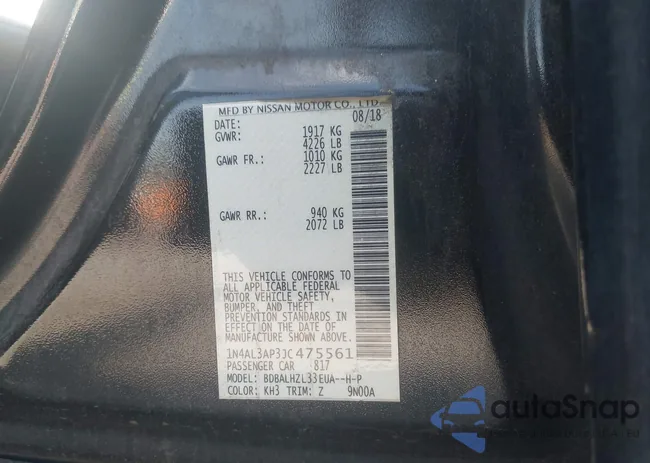 MFD BY NISSAN MOTOR CO., LTD.
DATE: 08/18
GVWR: 1917 KG
4226 LB
GAWR FR.: 1010 KG
2227 LB
GAWR RR.: 940 KG
2072 LB
THIS VEHICLE CONFORMS TO
ALL APPLICABLE FEDERAL
MOTOR VEHICLE SAFETY,
BUMPER, AND THEFT
PREVENTION STANDARDS IN
EFFECT ON THE DATE OF
MANUFACTURE SHOWN ABOVE.
1N4AL3AP3JC475561
PASSENGER CAR 817
MODEL: BDBALHZL33EUA--H-P
COLOR: KH3 TRIM: Z 9N00A
autoSnap